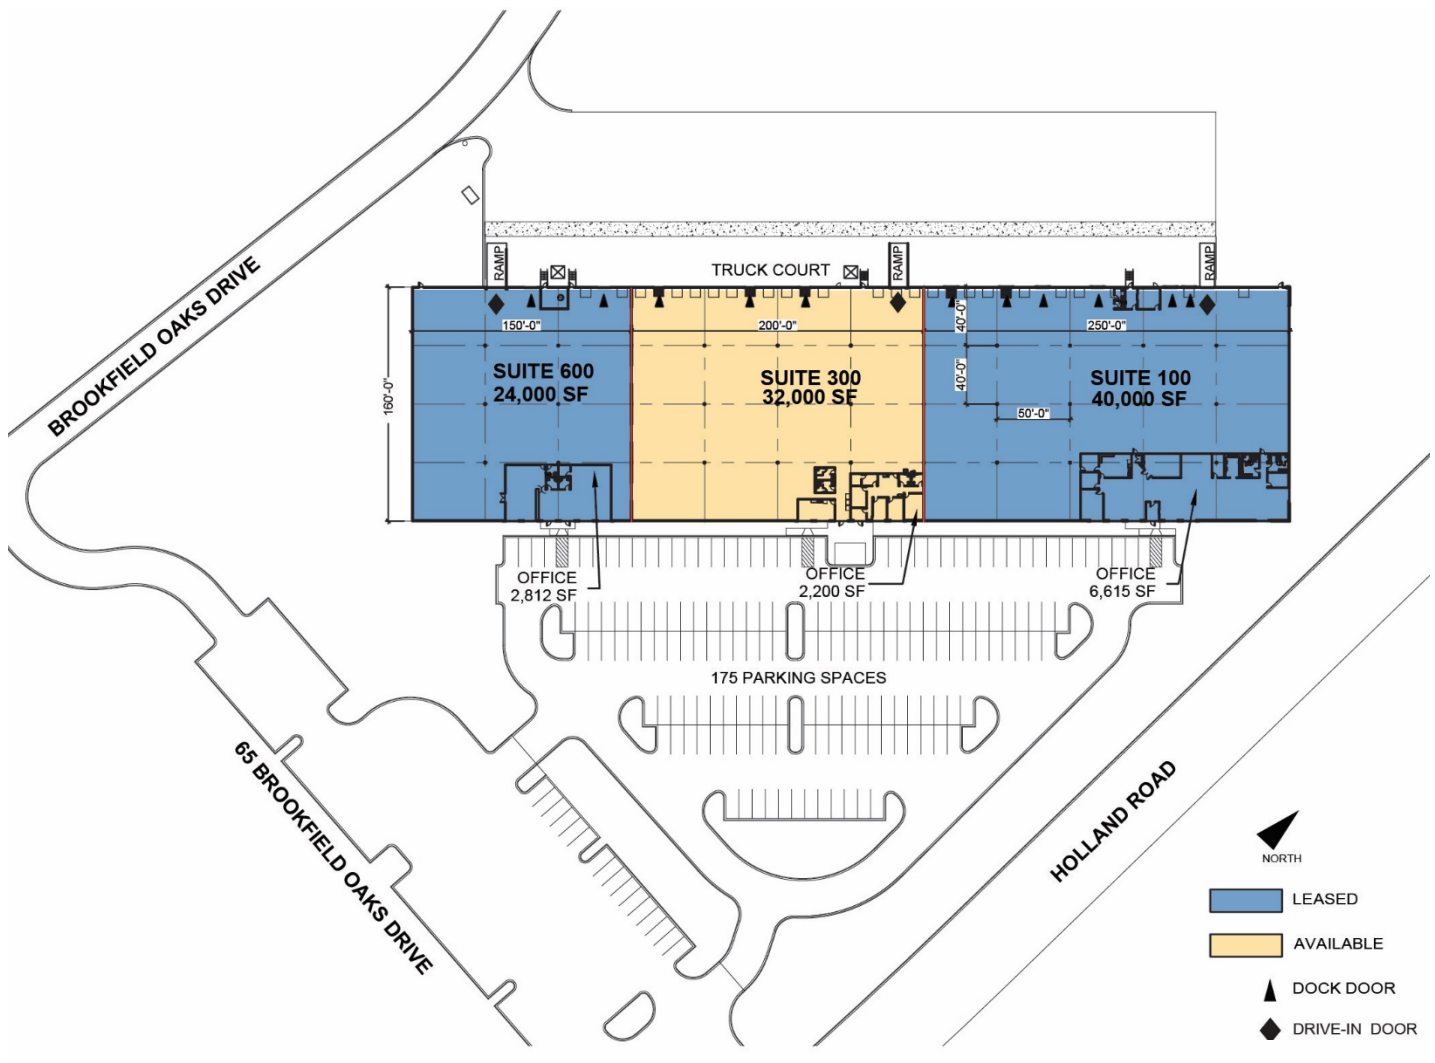 BROOKFIELD OAKS DRIVE
RAMP
TRUCK COURT
RAMP
RAMP
150'-0"
200'-0"
40'-0"
250'-0"
160'-0"
SUITE 600
24,000 SF
SUITE 300
32,000 SF
40'-0"
SUITE 100
40,000 SF
50'-0"
OFFICE
2,812 SF
OFFICE
2,200 SF
OFFICE
6,615 SF
175 PARKING SPACES
65 BROOKFIELD OAKS DRIVE
HOLLAND ROAD
NORTH
LEASED
AVAILABLE
DOCK DOOR
DRIVE-IN DOOR